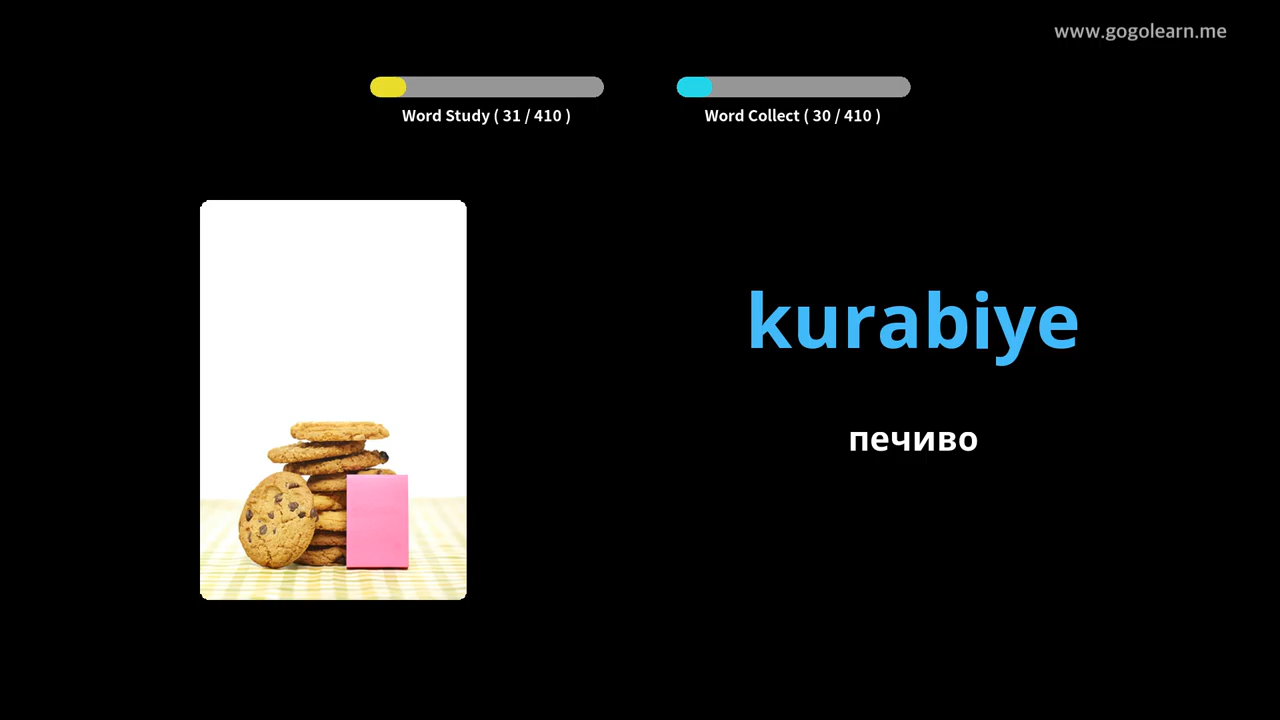 www.gogolearn.me
Word Study ( 31 / 410 )
Word Collect ( 30 / 410 )
kurabiye
печиво